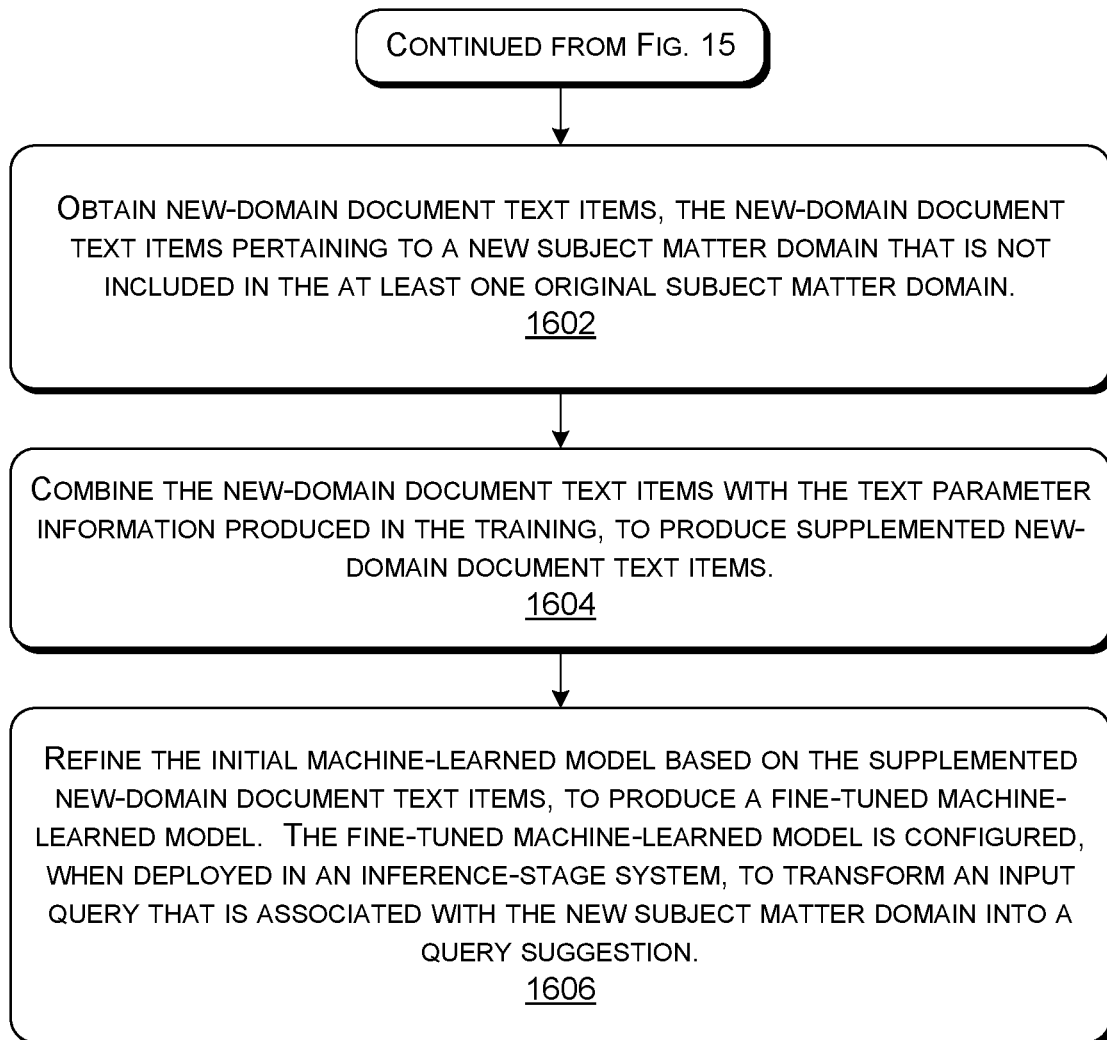 CONTINUED FROM FIG. 15
OBTAIN NEW-DOMAIN DOCUMENT TEXT ITEMS, THE NEW-DOMAIN DOCUMENT
TEXT ITEMS PERTAINING TO A NEW SUBJECT MATTER DOMAIN THAT IS NOT
INCLUDED IN THE AT LEAST ONE ORIGINAL SUBJECT MATTER DOMAIN.
1602
COMBINE THE NEW-DOMAIN DOCUMENT TEXT ITEMS WITH THE TEXT PARAMETER
INFORMATION PRODUCED IN THE TRAINING, TO PRODUCE SUPPLEMENTED NEW-
DOMAIN DOCUMENT TEXT ITEMS.
1604
REFINE THE INITIAL MACHINE-LEARNED MODEL BASED ON THE SUPPLEMENTED
NEW-DOMAIN DOCUMENT TEXT ITEMS, TO PRODUCE A FINE-TUNED MACHINE-
LEARNED MODEL.  THE FINE-TUNED MACHINE-LEARNED MODEL IS CONFIGURED,
WHEN DEPLOYED IN AN INFERENCE-STAGE SYSTEM, TO TRANSFORM AN INPUT
QUERY THAT IS ASSOCIATED WITH THE NEW SUBJECT MATTER DOMAIN INTO A
QUERY SUGGESTION.
1606